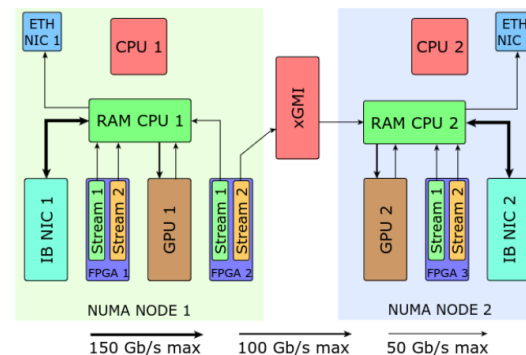 ETH
NIC 1
CPU 1
RAM CPU 1
IB NIC 1
Stream 1
Stream 2
FPGA 1
GPU 1
Stream 1
Stream 2
FPGA 2
NUMA NODE 1
xGMI
CPU 2
ETH
NIC 2
RAM CPU 2
GPU 2
Stream 1
Stream 2
FPGA 3
IB NIC 2
NUMA NODE 2
150 Gb/s max
100 Gb/s max
50 Gb/s max